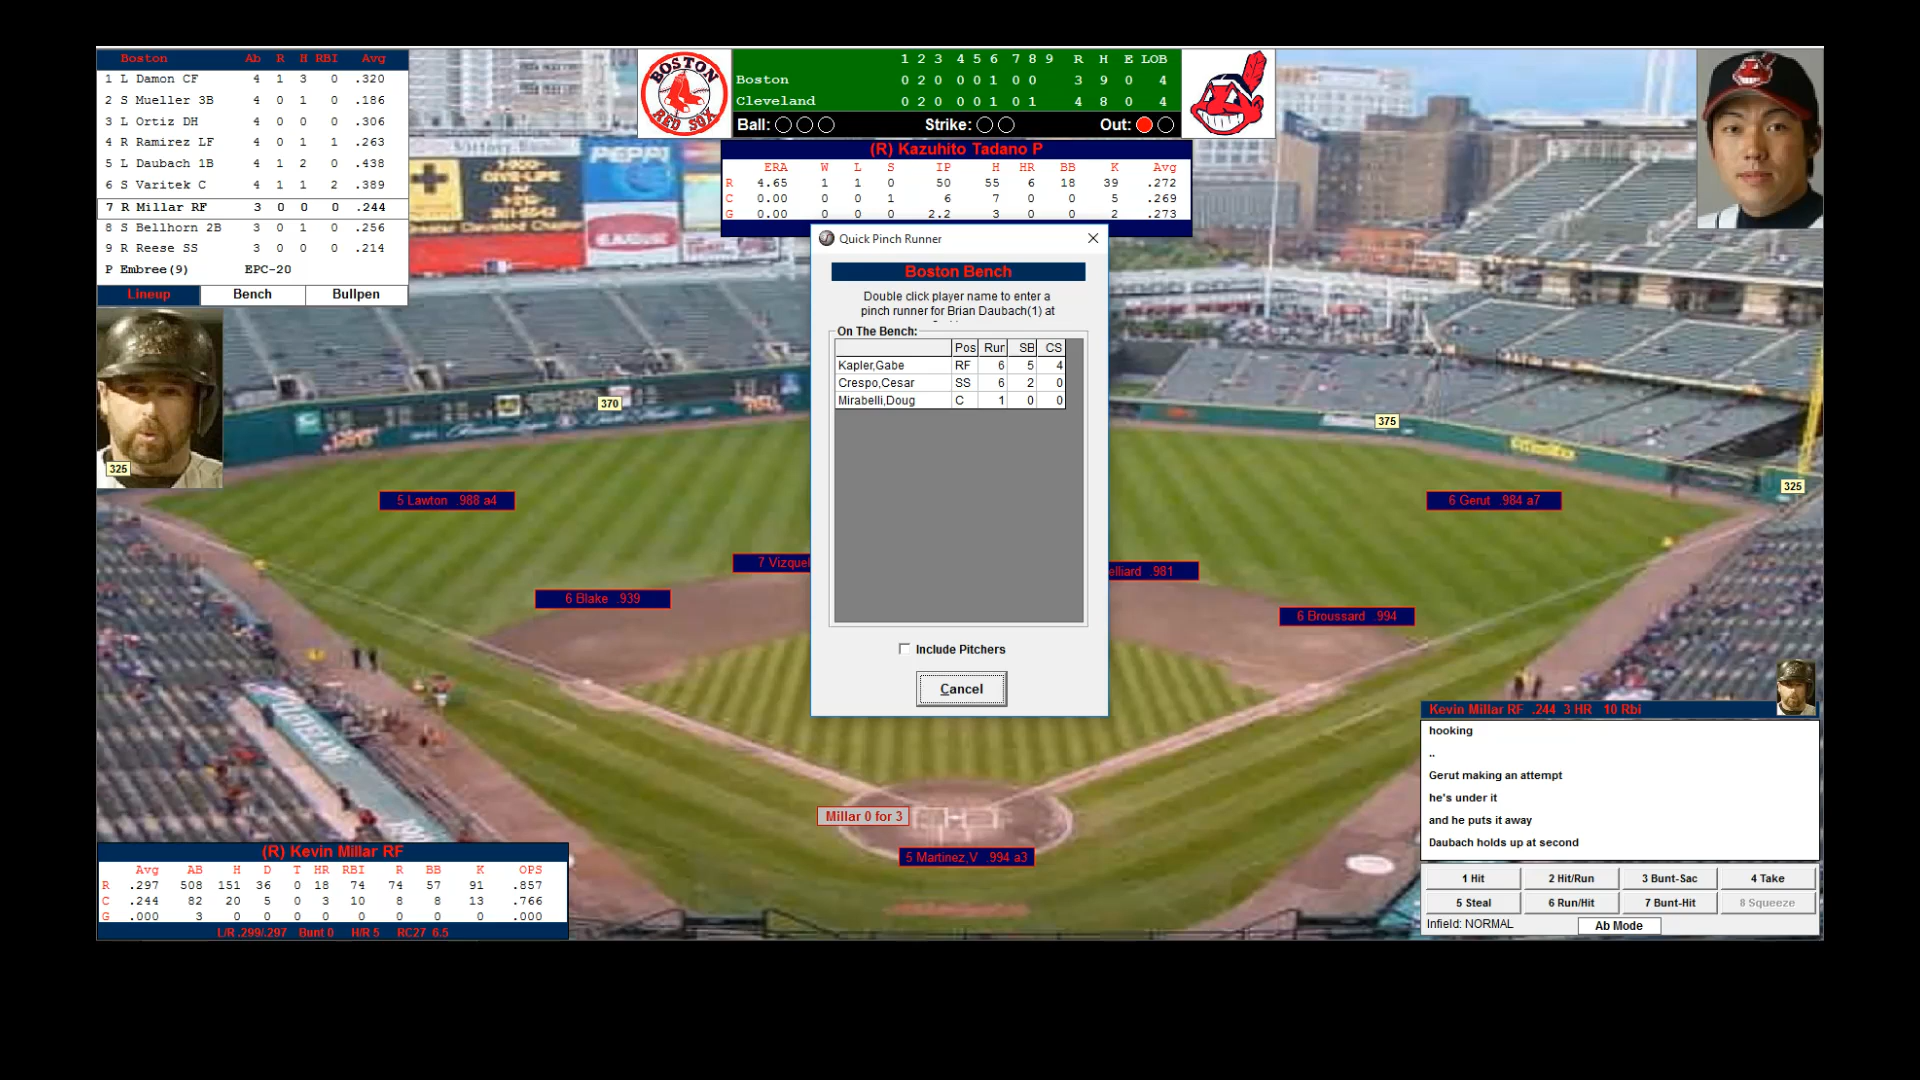 Boston Ab R H RBI Avg
1 L Damon CF 4 1 3 0 .320
2 S Mueller 3B 4 0 1 0 .186
3 L Ortiz DH 4 0 0 0 .306
4 R Ramirez LF 4 0 1 1 .263
5 L Daubach 1B 4 1 2 0 .438
6 S Varitek C 4 1 1 2 .389
7 R Millar RF 3 0 0 0 .244
8 S Bellhorn 2B 3 0 1 0 .256
9 R Reese SS 3 0 0 0 .214
P Embree(9) EPC-20
Lineup Bench Bullpen
BOSTON
RED SOX
1 2 3 4 5 6 7 8 9 R H E LOB
Boston 0 2 0 0 0 1 0 0 3 9 0 4
Cleveland 0 2 0 0 0 1 0 1 4 8 0 4
Ball: Strike: Out:
(R) Kazuhito Tadano P
ERA W L S IP H HR BB K Avg
R 4.65 1 1 0 50 55 6 18 39 .272
C 0.00 0 0 1 6 7 0 0 5 .269
G 0.00 0 0 0 2.2 3 0 0 2 .273
PEPPI
Quick Pinch Runner
Boston Bench
Double click player name to enter a
pinch runner for Brian Daubach(1) at
On The Bench:
Pos Run SB CS
Kapler,Gabe RF 6 5 4
Crespo,Cesar SS 6 2 0
Mirabelli,Doug C 1 0 0
Include Pitchers
Cancel
325
370
375
325
5 Lawton .988 a4
6 Gerut .984 a7
7 Vizquel
elliard .981
6 Blake .939
6 Broussard .994
Millar 0 for 3
5 Martinez,V .994 a3
(R) Kevin Millar RF
Avg AB H D T HR RBI R BB K OPS
R .297 508 151 36 0 18 74 74 57 91 .857
C .244 82 20 5 0 3 10 8 8 13 .766
G .000 3 0 0 0 0 0 0 0 0 .000
L/R .299/.297 Bunt 0 H/R 5 RC27 6.5
Kevin Millar RF .244 3 HR 10 Rbi
hooking
..
Gerut making an attempt
he's under it
and he puts it away
Daubach holds up at second
1 Hit 2 Hit/Run 3 Bunt-Sac 4 Take
5 Steal 6 Run/Hit 7 Bunt-Hit 8 Squeeze
Infield: NORMAL Ab Mode